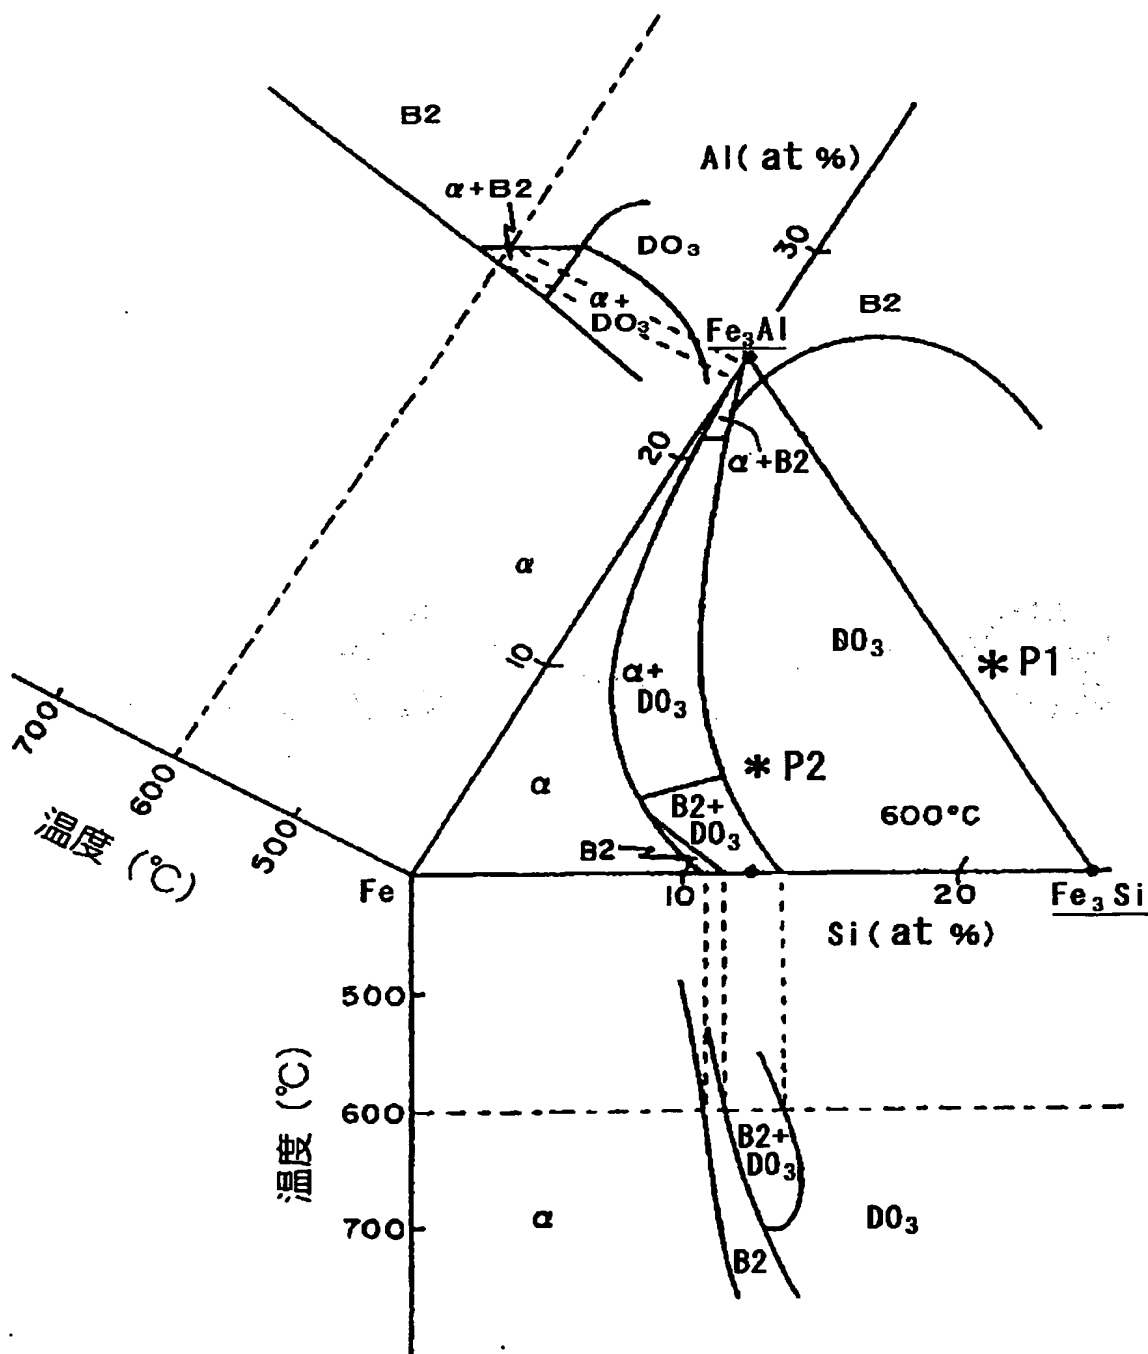 B2
Al(at %)
α+B2
DO₃
30
α+
DO₃
B2
Fe₃Al
20
α+B2
α
10
DO₃
* P1
α+
DO₃
700
600
500
温度 (℃)
α
* P2
B2+
DO₃
600°C
B2
Fe
10
20
Fe₃Si
Si(at %)
500
600
700
温度 (℃)
B2+
DO₃
α
DO₃
B2